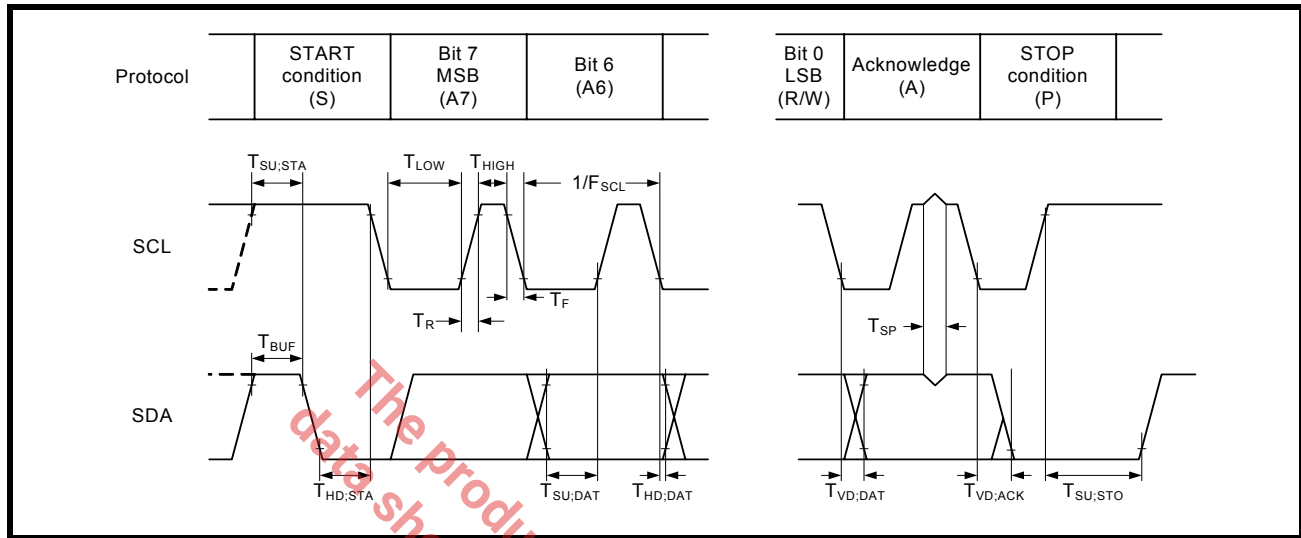 Protocol
START
condition
(S)
Bit 7
MSB
(A7)
Bit 6
(A6)
Bit 0
LSB
(R/W)
Acknowledge
(A)
STOP
condition
(P)
TSU;STA
TLOW
THIGH
1/FSCL
SCL
TF
TR
TSP
TBUF
SDA
THD;STA
TSU;DAT
THD;DAT
TVD;DAT
TVD;ACK
TSU;STO
The produ
data sh